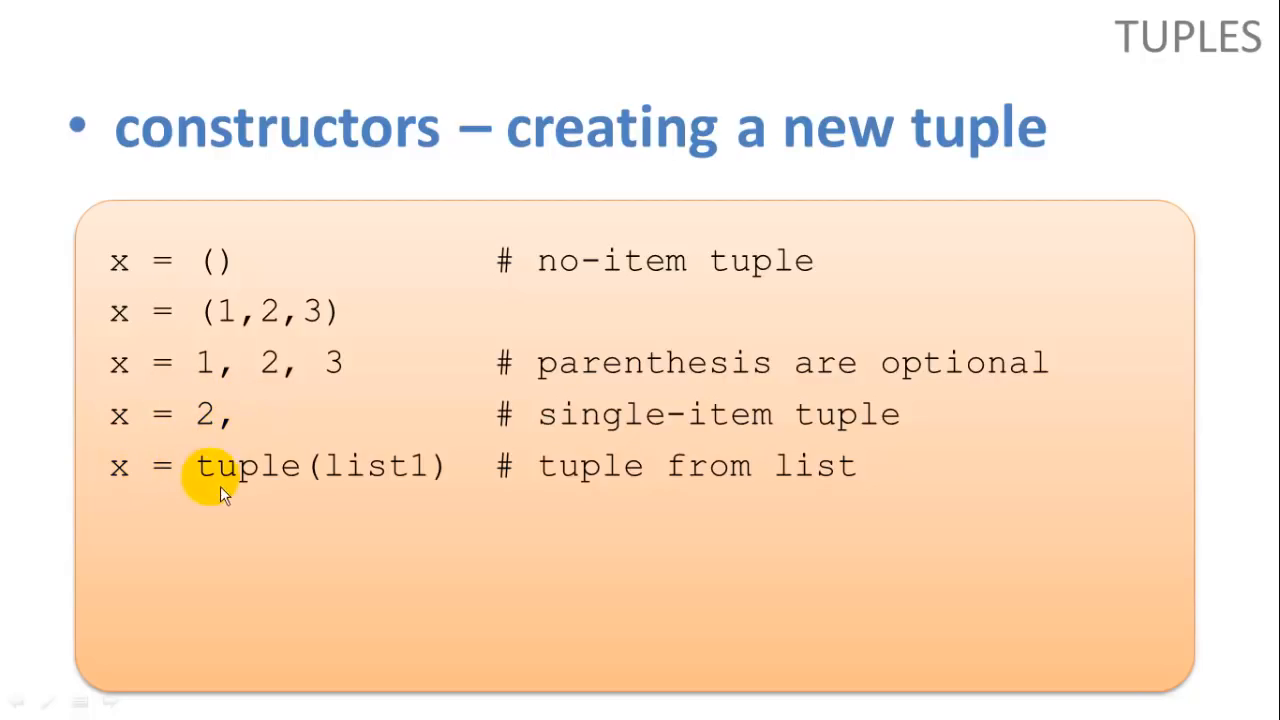 TUPLES
• constructors – creating a new tuple
x = () # no-item tuple
x = (1,2,3)
x = 1, 2, 3 # parenthesis are optional
x = 2, # single-item tuple
x = tuple(list1) # tuple from list